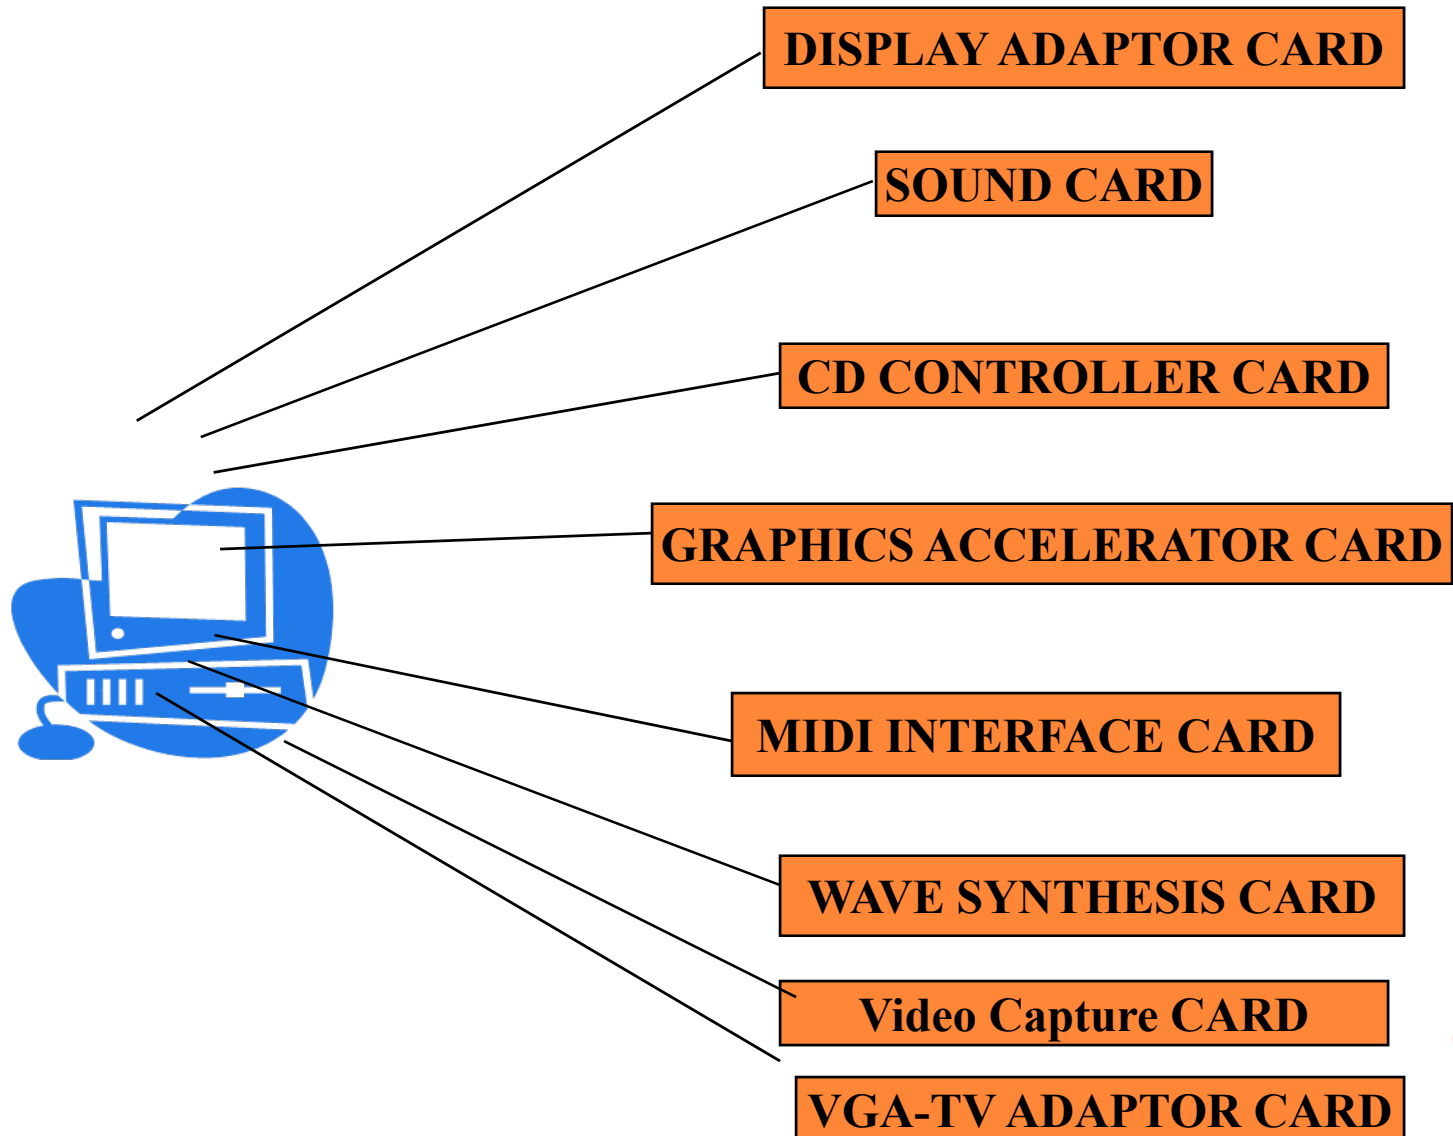 DISPLAY ADAPTOR CARD
SOUND CARD
CD CONTROLLER CARD
GRAPHICS ACCELERATOR CARD
MIDI INTERFACE CARD
WAVE SYNTHESIS CARD
Video Capture CARD
VGA-TV ADAPTOR CARD